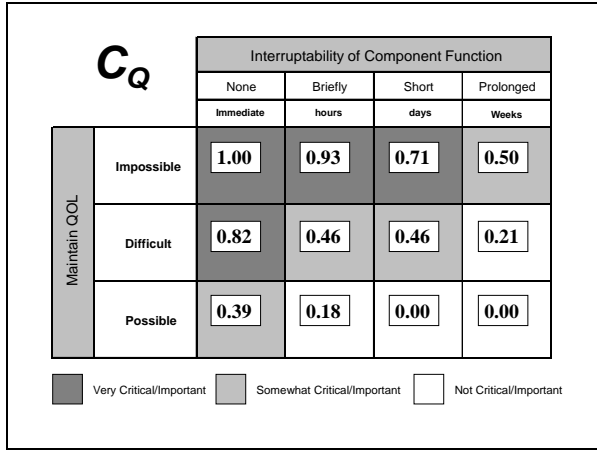 C_Q
Interruptability of Component Function
None Briefly Short Prolonged
Immediate hours days Weeks
Maintain QOL
Impossible 1.00 0.93 0.71 0.50
Difficult 0.82 0.46 0.46 0.21
Possible 0.39 0.18 0.00 0.00
Very Critical/Important Somewhat Critical/Important Not Critical/Important